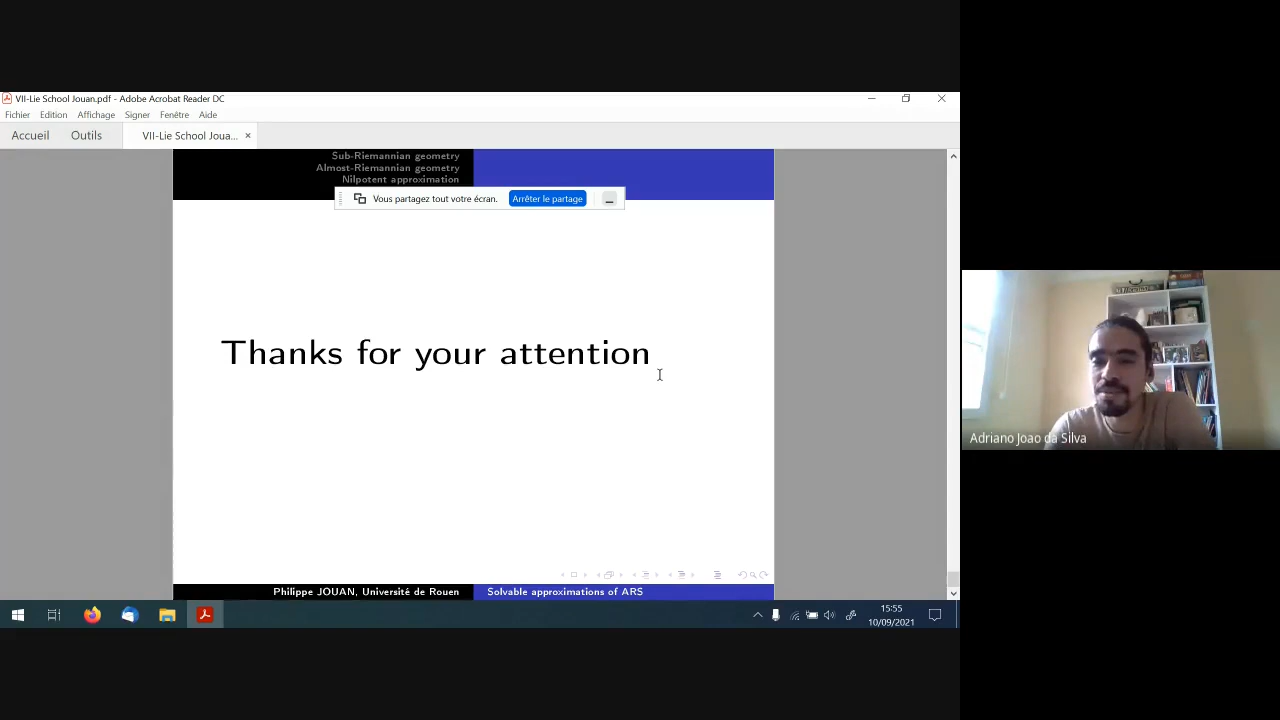 VII-Lie School Jouan.pdf - Adobe Acrobat Reader DC
Fichier Edition Affichage Signer Fenêtre Aide
Accueil Outils VII-Lie School Joua... ×
Sub-Riemannian geometry
Almost-Riemannian geometry
Nilpotent approximation
Vous partagez tout votre écran. Arrêter le partage
Thanks for your attention
Adriano Joao da Silva
Philippe JOUAN, Université de Rouen Solvable approximations of ARS
15:55
10/09/2021